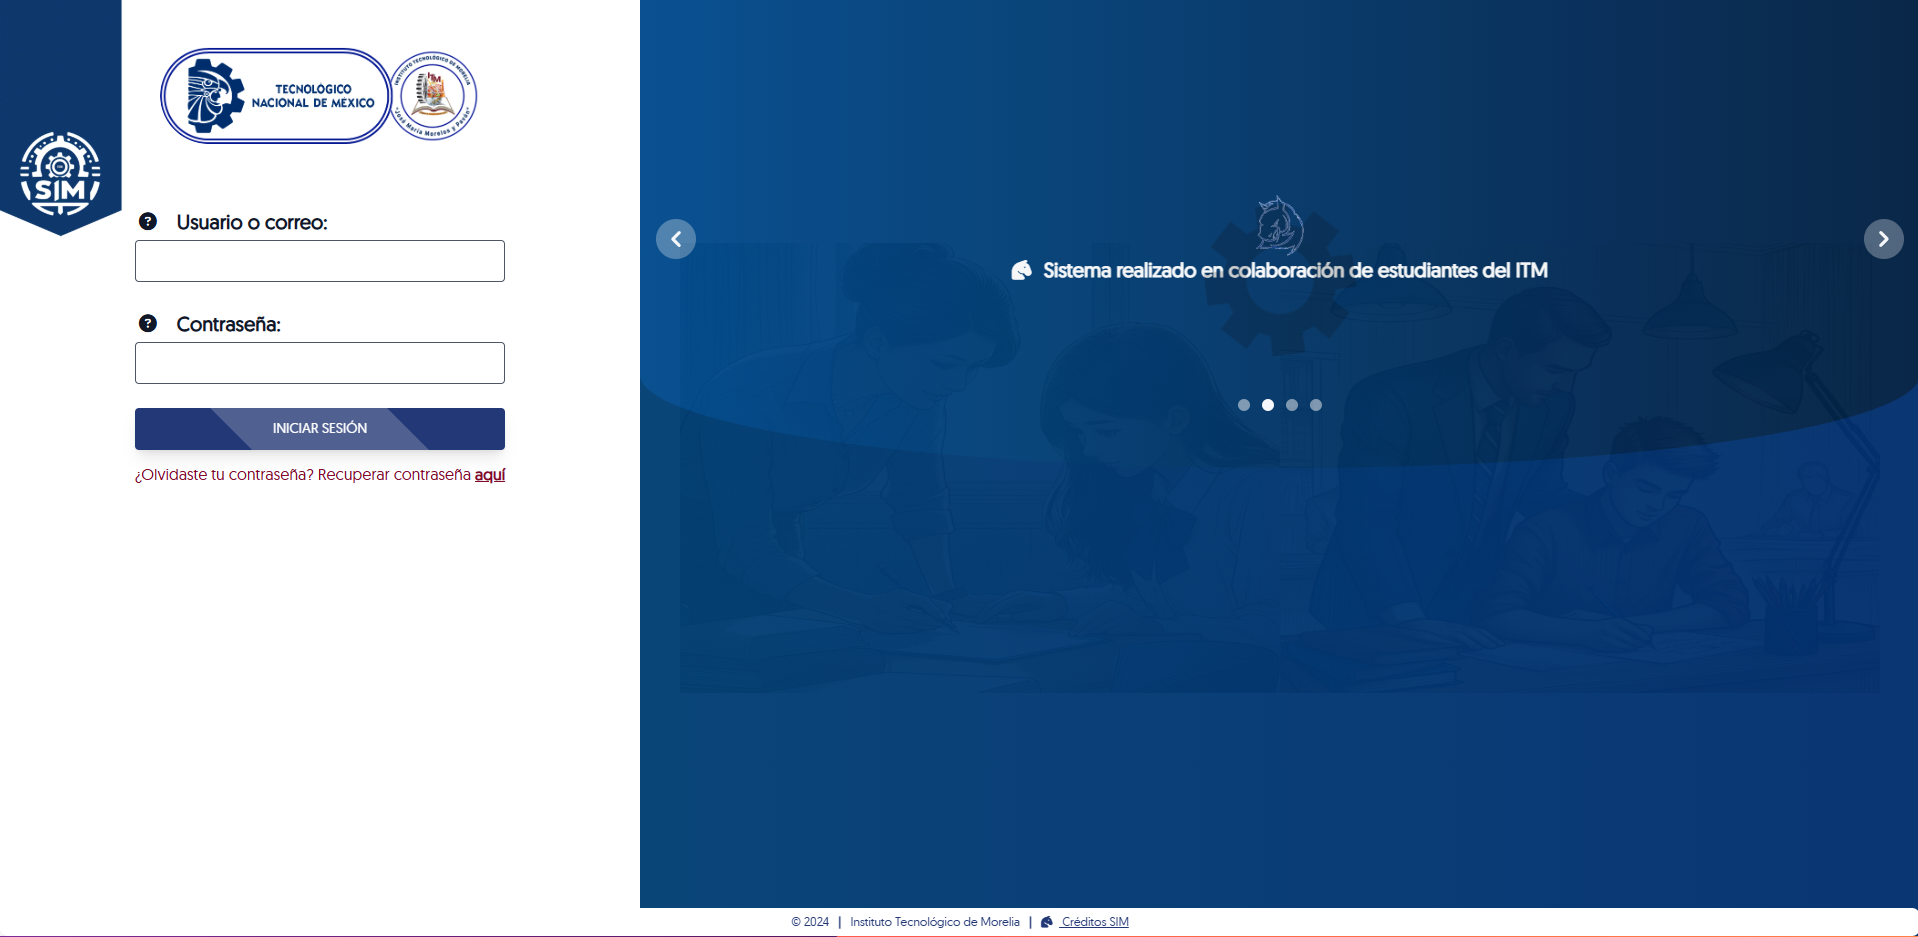 TECNOLÓGICO
NACIONAL DE MÉXICO
INSTITUTO TECNOLÓGICO DE MORELIA
ITM
"José María Morelos y Pavón"
SIM
Usuario o correo:
Contraseña:
INICIAR SESIÓN
¿Olvidaste tu contraseña? Recuperar contraseña aquí
Sistema realizado en colaboración de estudiantes del ITM
© 2024 | Instituto Tecnológico de Morelia | Créditos SIM